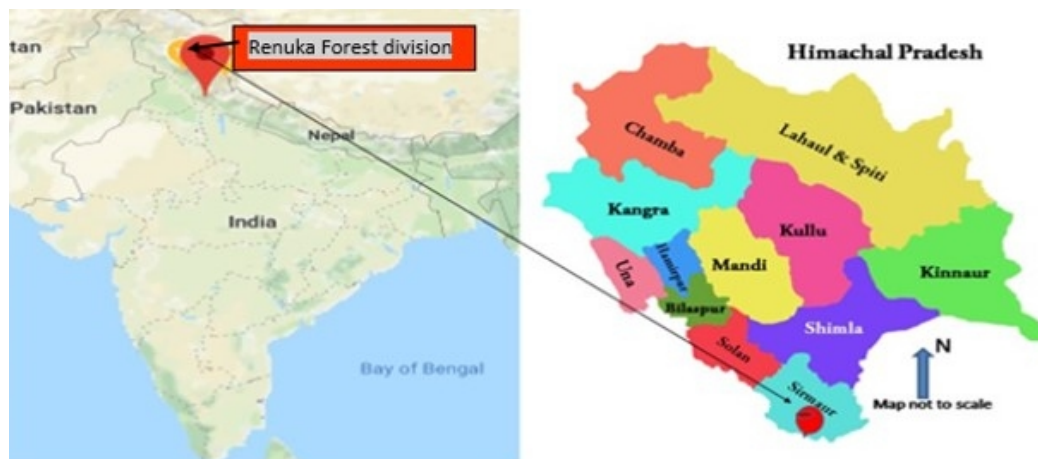 tan
Renuka Forest division
Pakistan
Nepal
India
Bay of Bengal
Himachal Pradesh
Chamba
Lahaul & Spiti
Kangra
Kullu
Una
Hamirpur
Mandi
Kinnaur
Bilaspur
Shimla
Solan
N
Sirmaur
Map not to scale